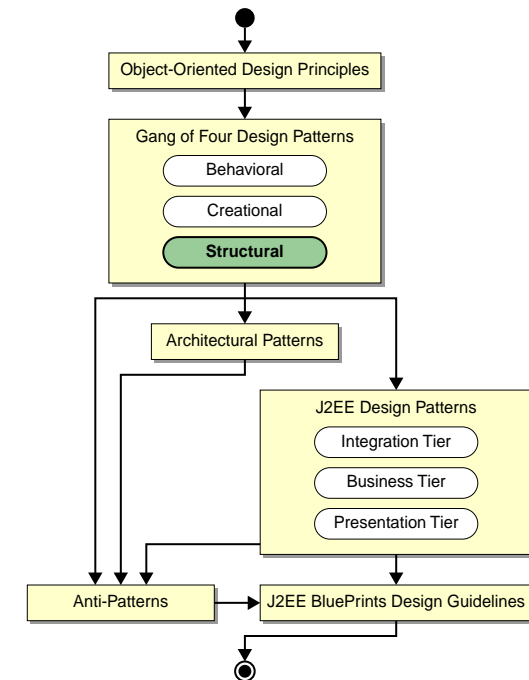 Object-Oriented Design Principles
Gang of Four Design Patterns
Behavioral
Creational
Structural
Architectural Patterns
J2EE Design Patterns
Integration Tier
Business Tier
Presentation Tier
Anti-Patterns
J2EE BluePrints Design Guidelines